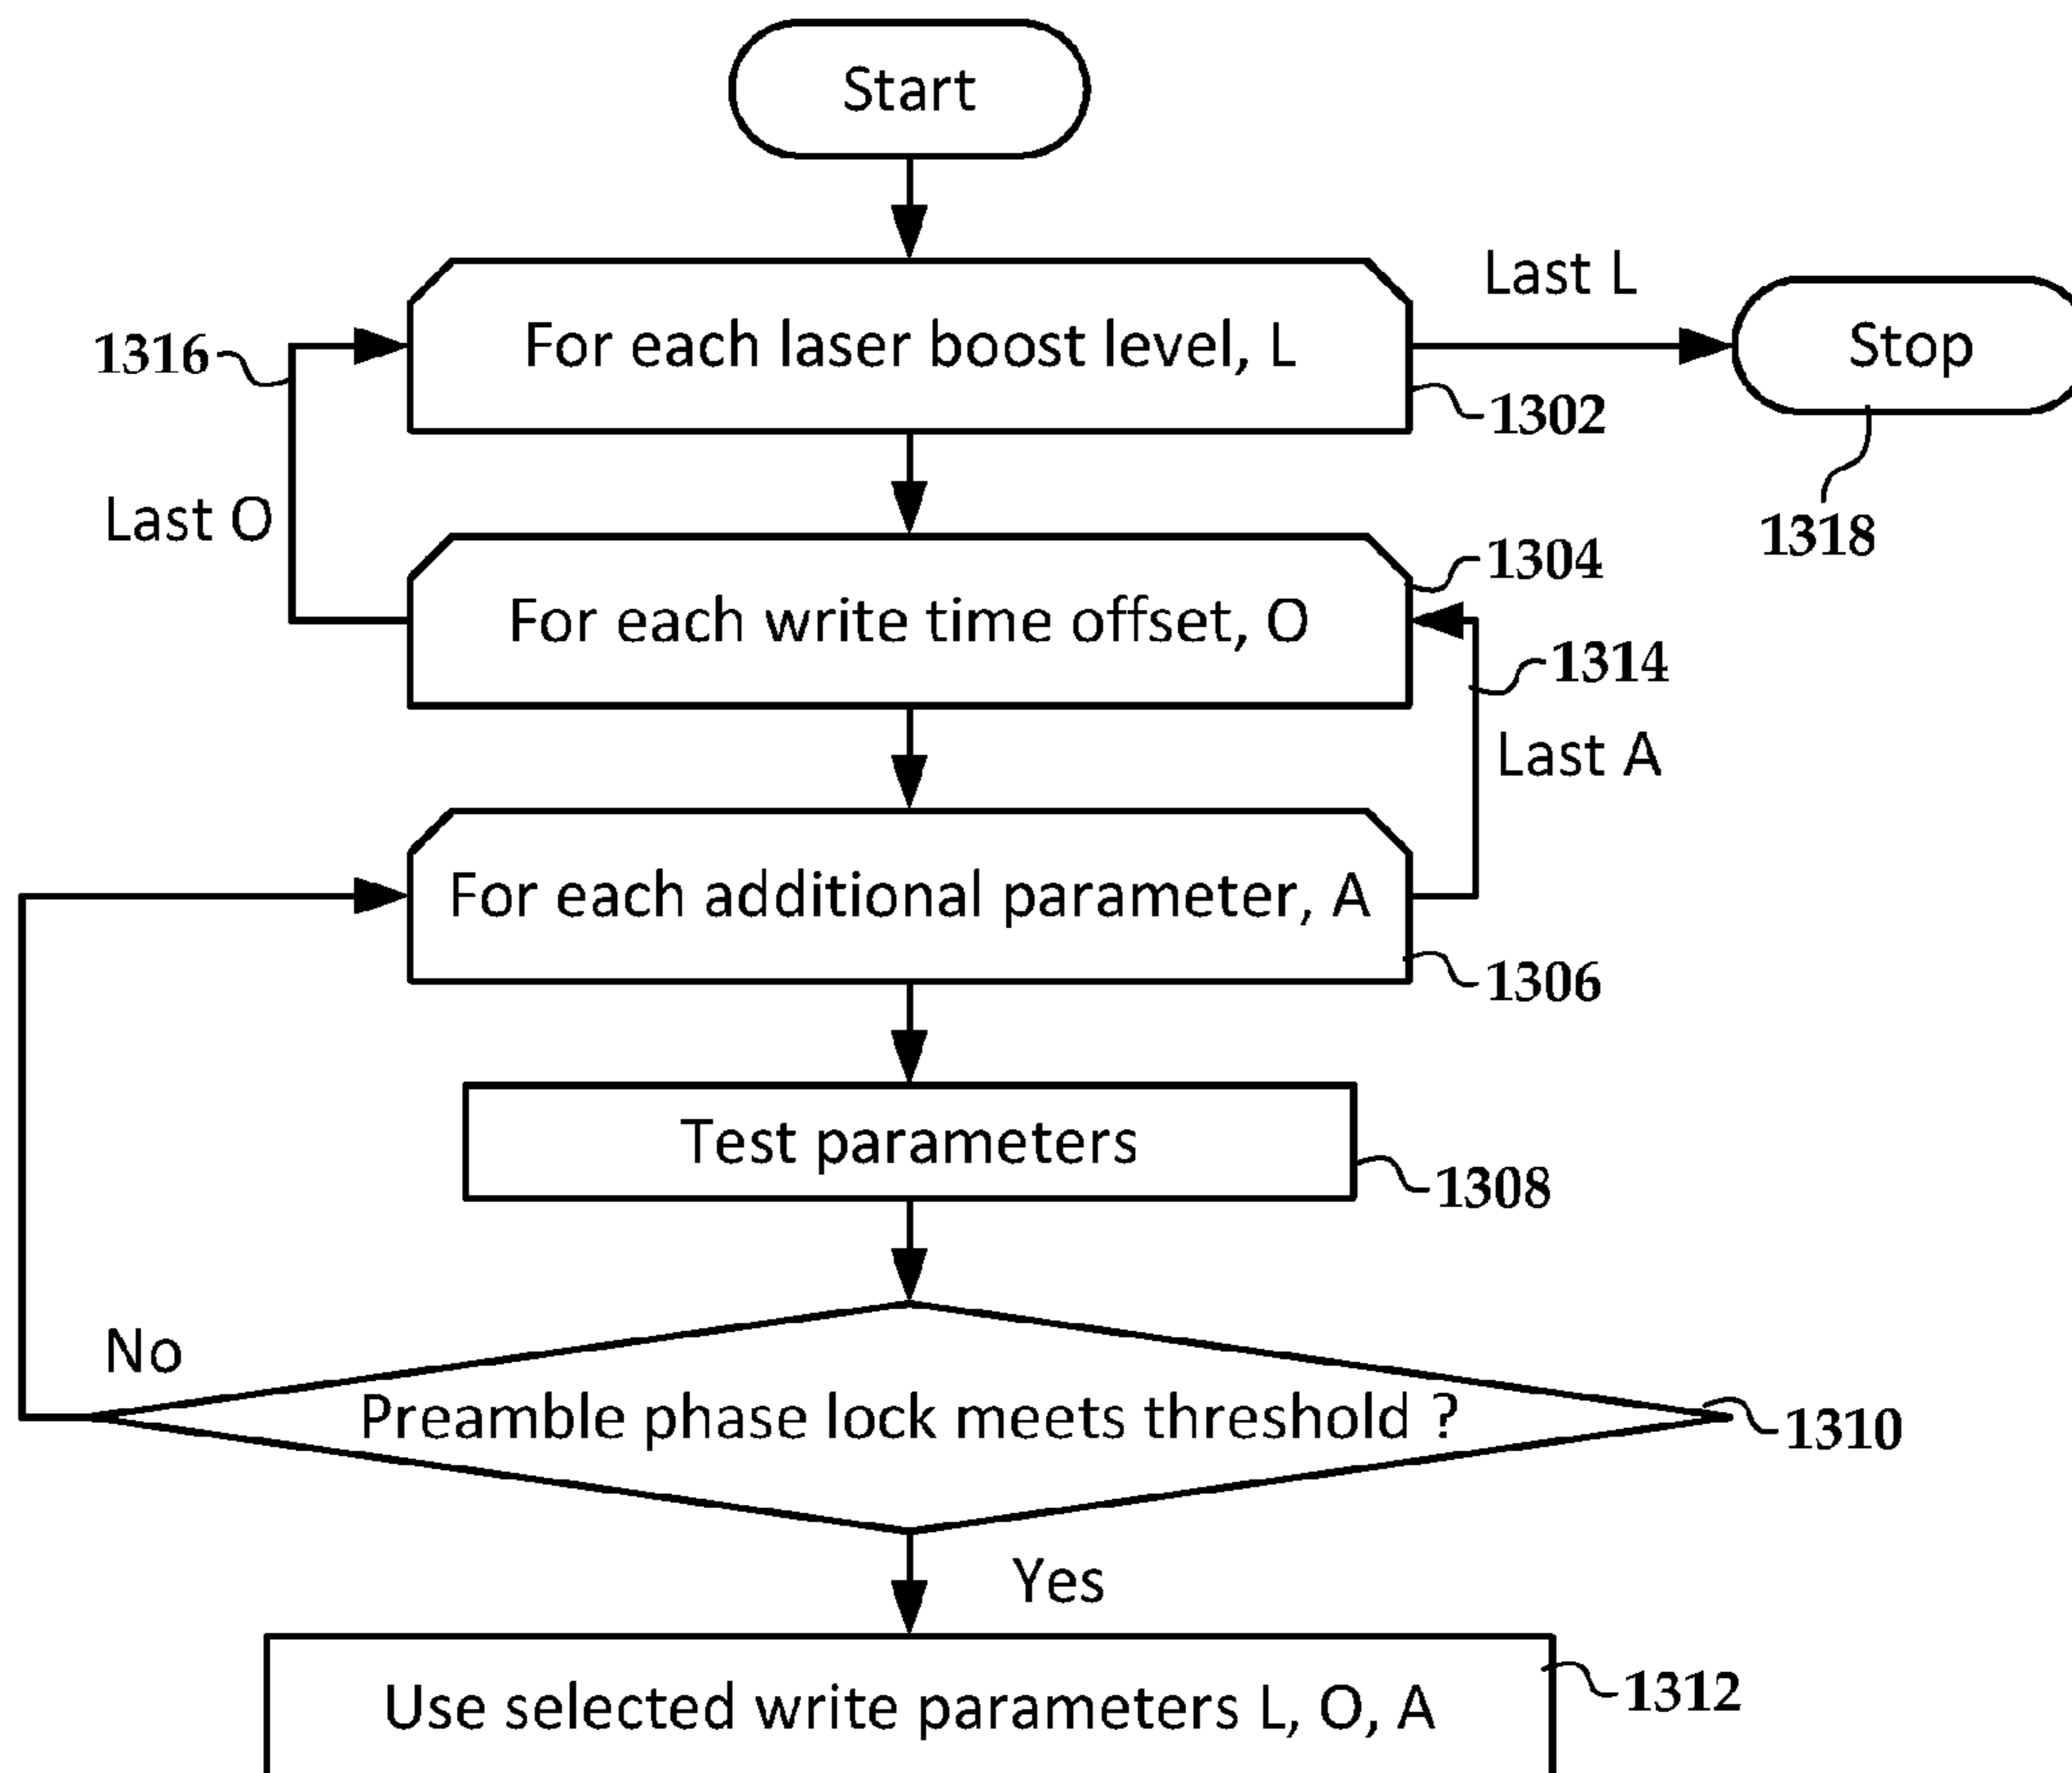 Start
Last L
For each laser boost level, L
Stop
1316
1302
Last O
1318
1304
For each write time offset, O
1314
Last A
For each additional parameter, A
1306
Test parameters
1308
No
Preamble phase lock meets threshold ?
1310
Yes
Use selected write parameters L, O, A
1312